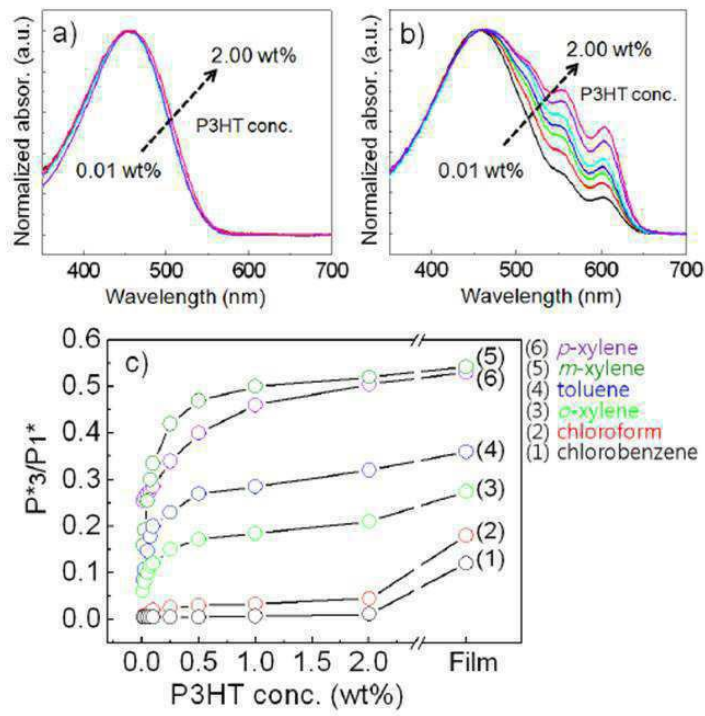 a)
2.00 wt%
P3HT conc.
0.01 wt%
Normalized absor. (a.u.)
400 500 600 700
Wavelength (nm)
b)
2.00 wt%
P3HT conc.
0.01 wt%
Normalized absor. (a.u.)
400 500 600 700
Wavelength (nm)
c)
0.6
0.5
0.4
0.3
0.2
0.1
0.0
P*3/P1*
(5)
(6)
(4)
(3)
(2)
(1)
0.0 0.5 1.0 1.5 2.0 Film
P3HT conc. (wt%)
(6) p-xylene
(5) m-xylene
(4) toluene
(3) o-xylene
(2) chloroform
(1) chlorobenzene